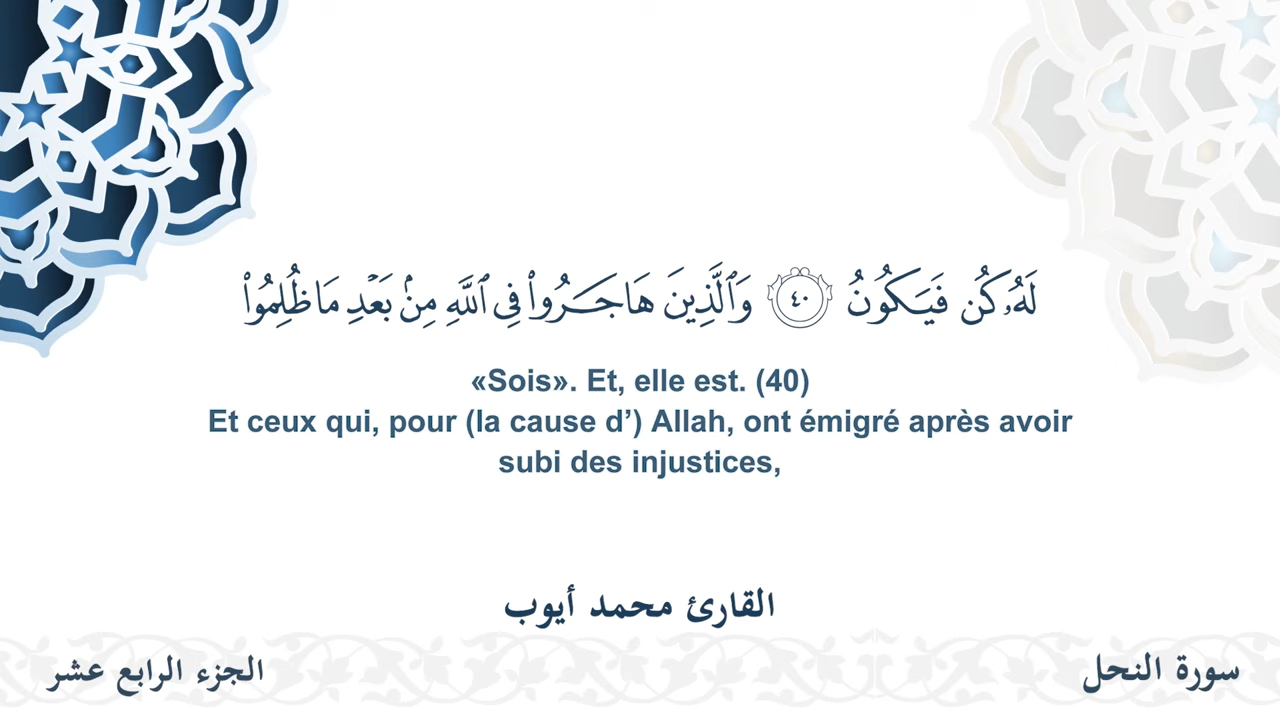 لَهُۥ كُن فَيَكُونُ ٤٠ وَٱلَّذِينَ هَاجَرُوا۟ فِى ٱللَّهِ مِنۢ بَعْدِ مَا ظُلِمُوا۟
«Sois». Et, elle est. (40)
Et ceux qui, pour (la cause d’) Allah, ont émigré après avoir
subi des injustices,
القارئ محمد أيوب
سورة النحل
الجزء الرابع عشر